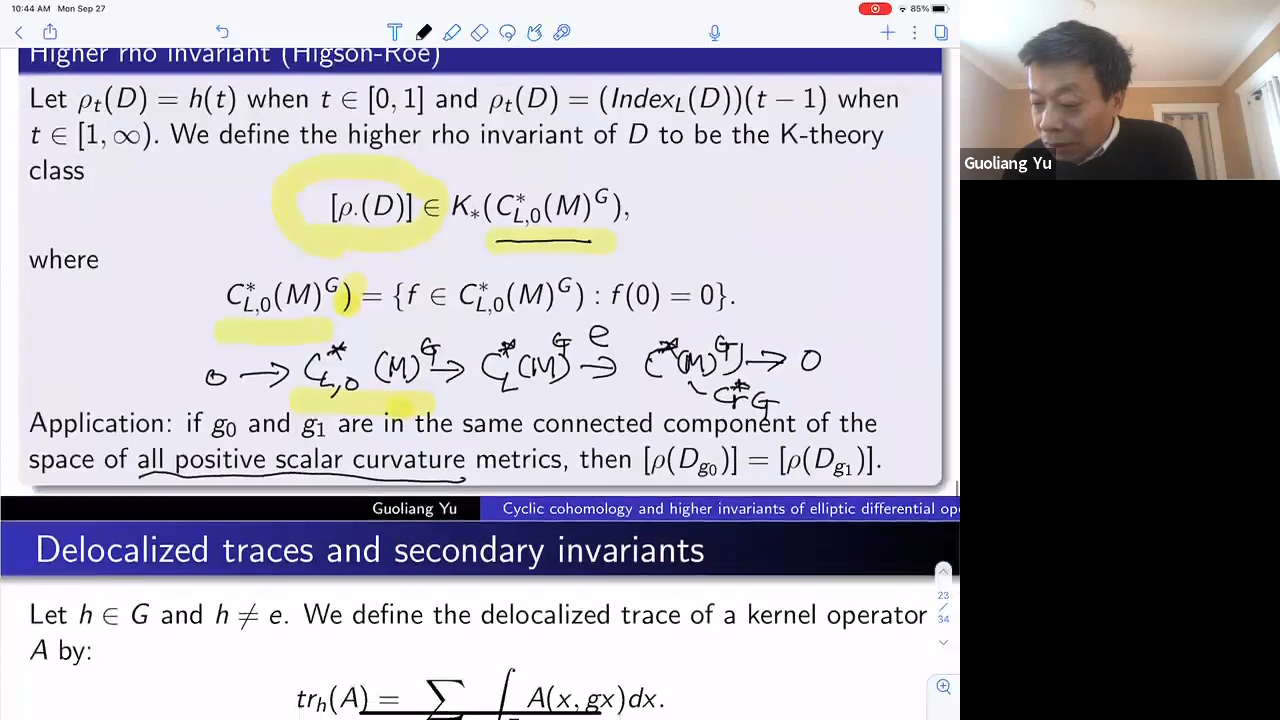 10:44 AM Mon Sep 27
85%
Higher rho invariant (Higson-Roe)
Let ρ_t(D) = h(t) when t ∈ [0, 1] and ρ_t(D) = (Index_L(D))(t − 1) when
t ∈ [1, ∞). We define the higher rho invariant of D to be the K-theory
class
[ρ.(D)] ∈ K_*(C*_{L,0}(M)^G),
where
C*_{L,0}(M)^G) = {f ∈ C*_{L,0}(M)^G) : f(0) = 0}.
0 → C*_{L,0} (M)^G → C*_L (M)^G →^e C*(M)^G) → 0
C*_r G
Application: if g_0 and g_1 are in the same connected component of the
space of all positive scalar curvature metrics, then [ρ(D_{g_0})] = [ρ(D_{g_1})].
Guoliang Yu
Cyclic cohomology and higher invariants of elliptic differential op
Delocalized traces and secondary invariants
Let h ∈ G and h ≠ e. We define the delocalized trace of a kernel operator
A by:
tr_h(A) = ∑ ∫ A(x, gx)dx.
23
/
34
Guoliang Yu